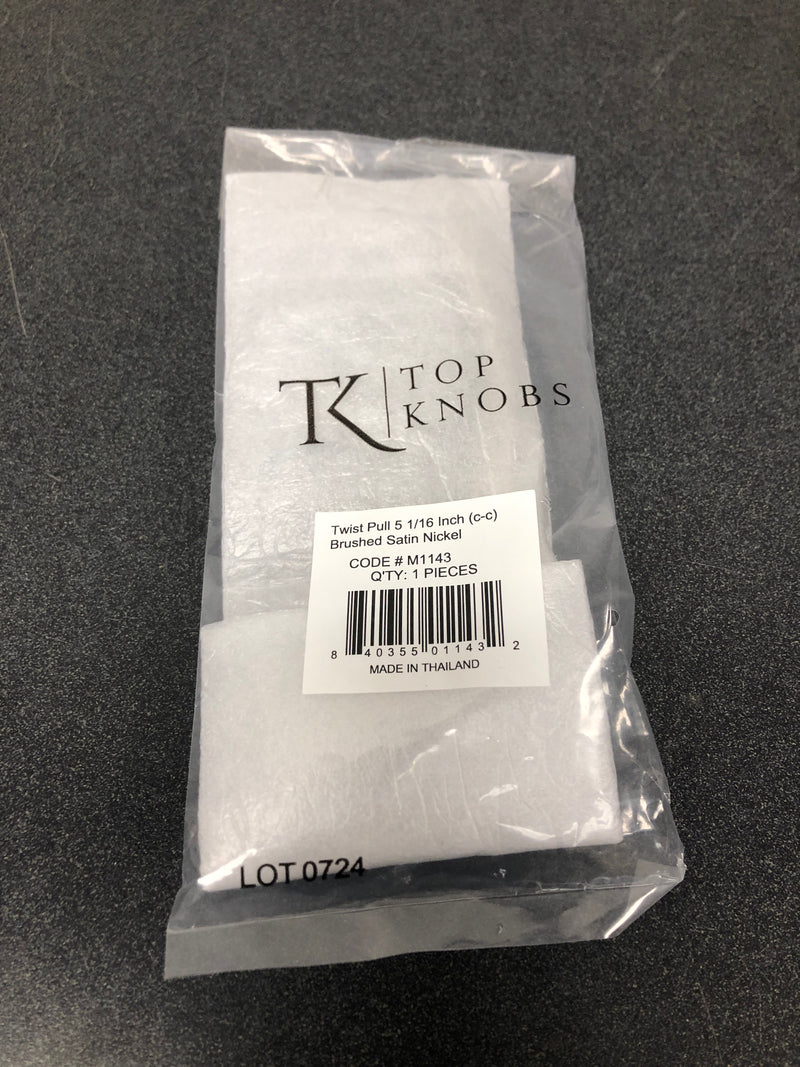 TK TOP
KNOBS
Twist Pull 5 1/16 Inch (c-c)
Brushed Satin Nickel
CODE # M1143
Q'TY: 1 PIECES
8 40355 01143 2
MADE IN THAILAND
LOT 0724